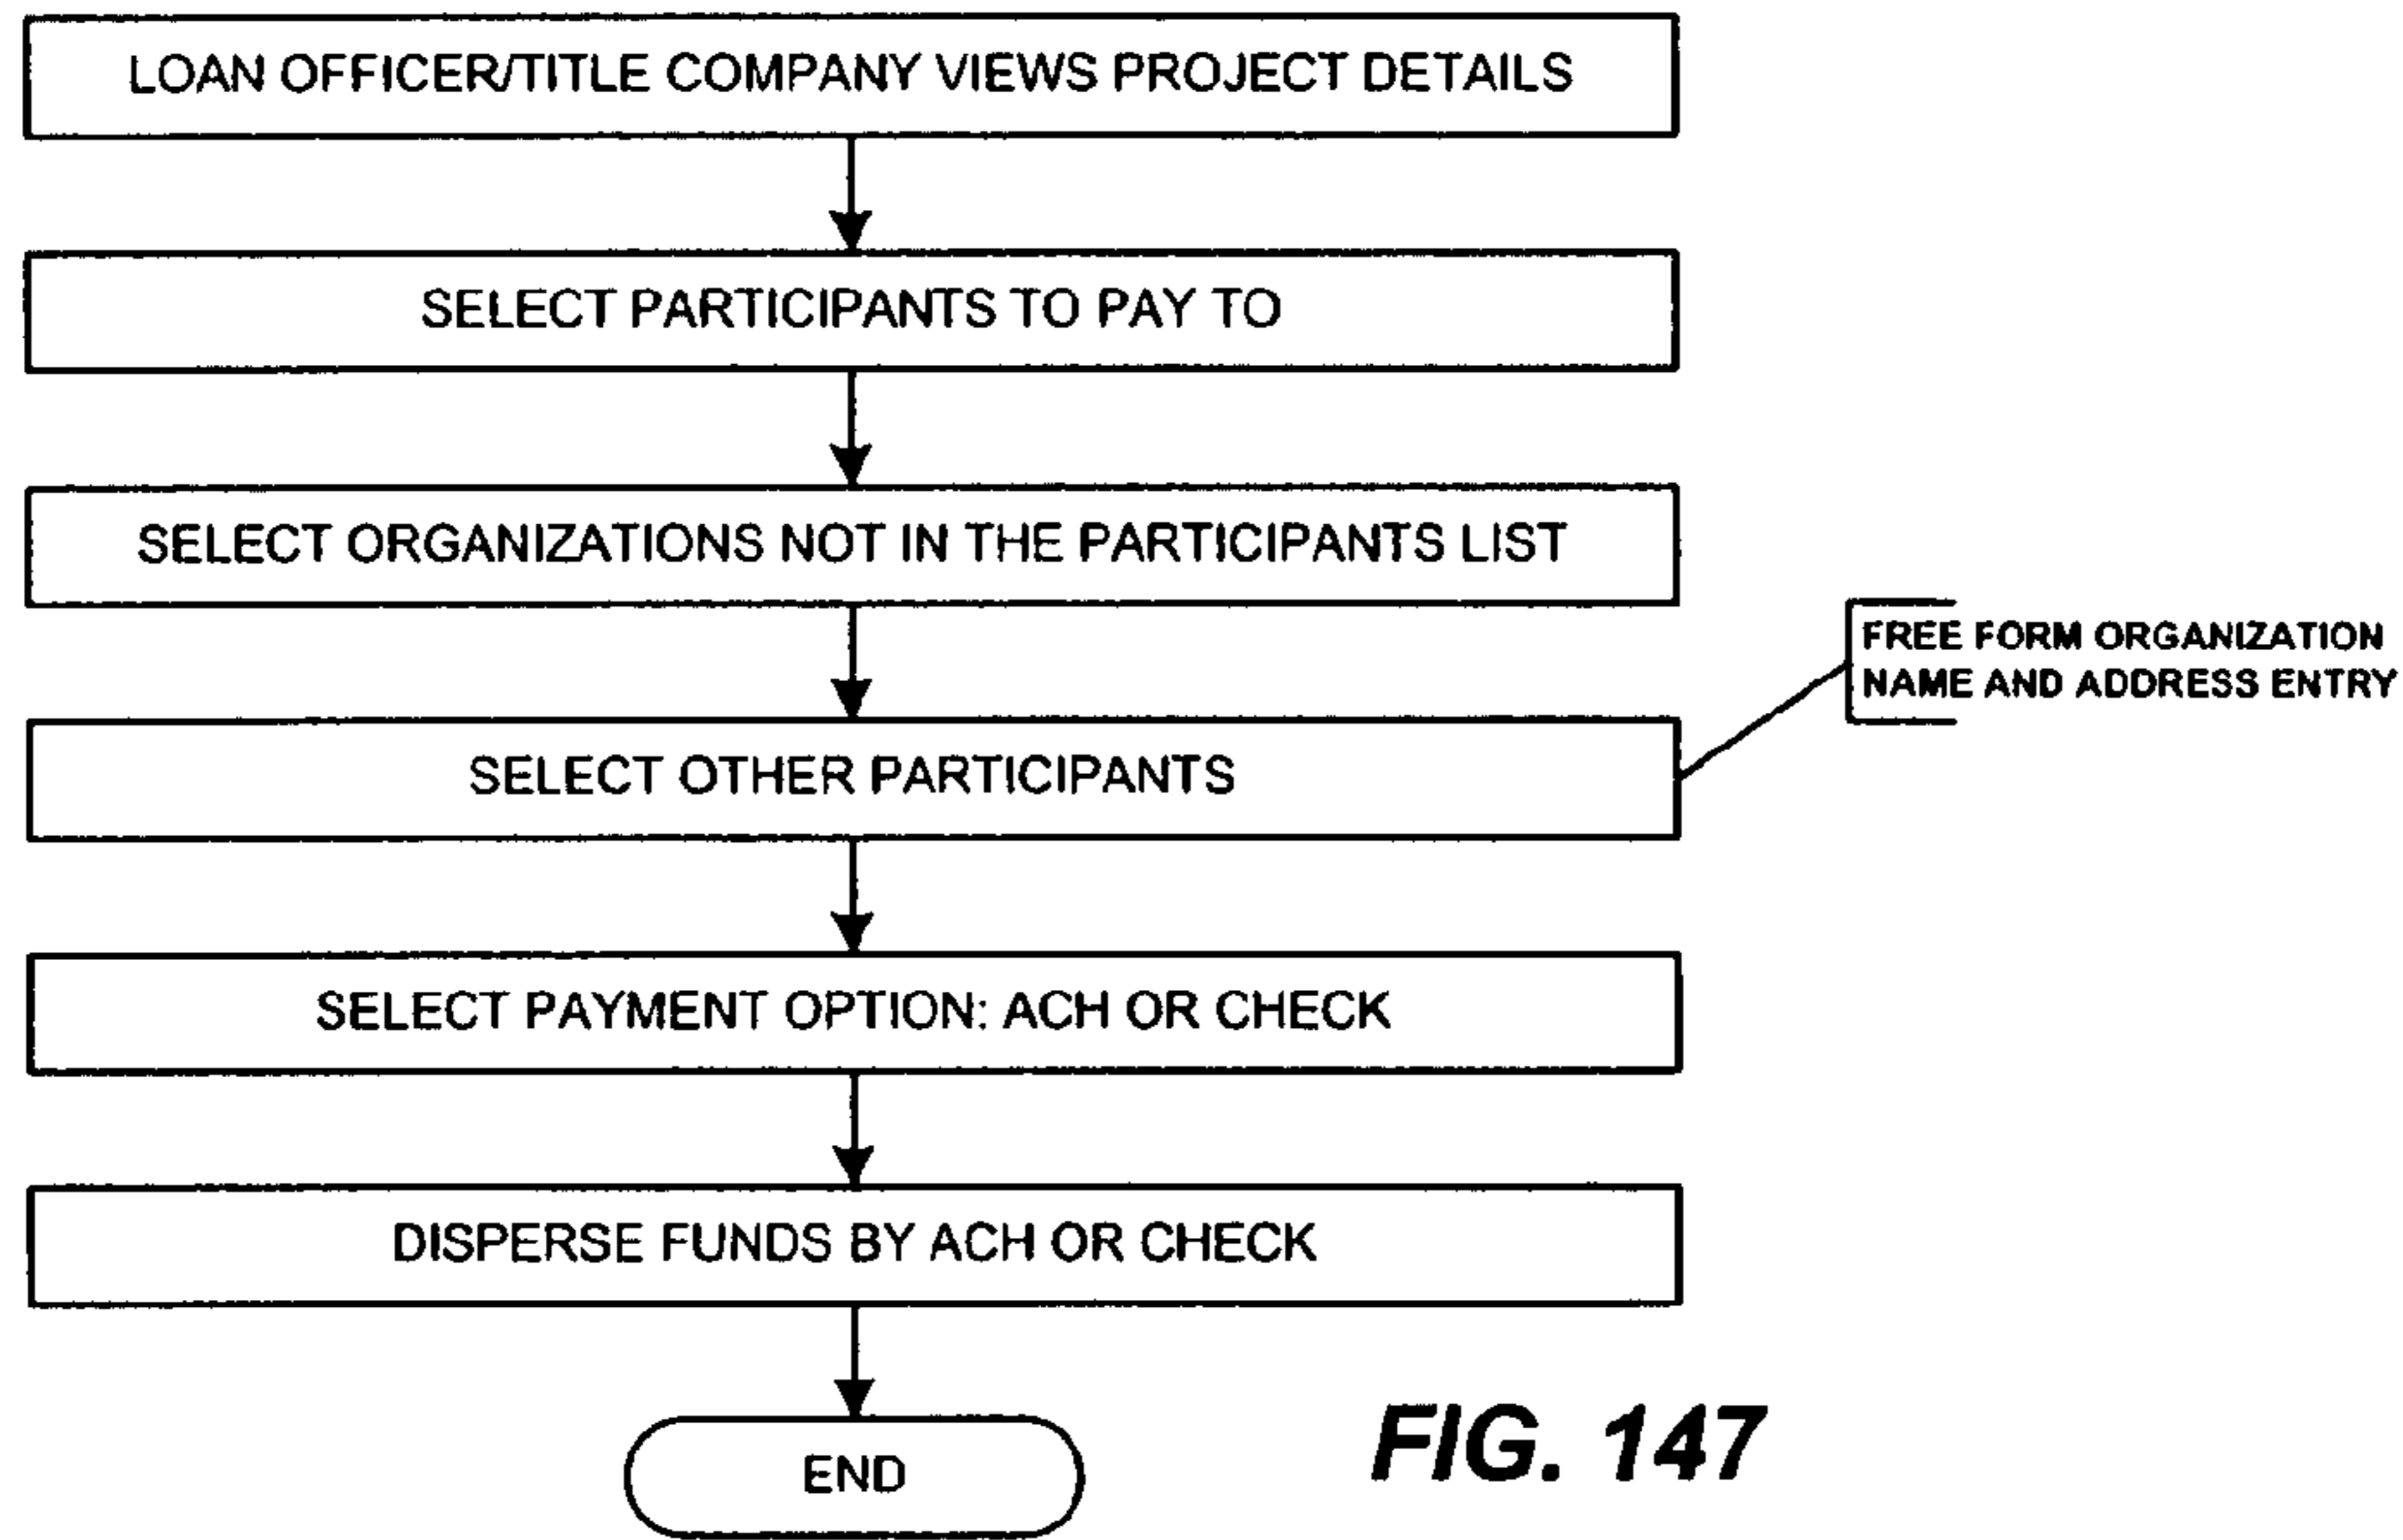 LOAN OFFICER/TITLE COMPANY VIEWS PROJECT DETAILS
SELECT PARTICIPANTS TO PAY TO
SELECT ORGANIZATIONS NOT IN THE PARTICIPANTS LIST
FREE FORM ORGANIZATION
NAME AND ADDRESS ENTRY
SELECT OTHER PARTICIPANTS
SELECT PAYMENT OPTION: ACH OR CHECK
DISPERSE FUNDS BY ACH OR CHECK
END
FIG. 147